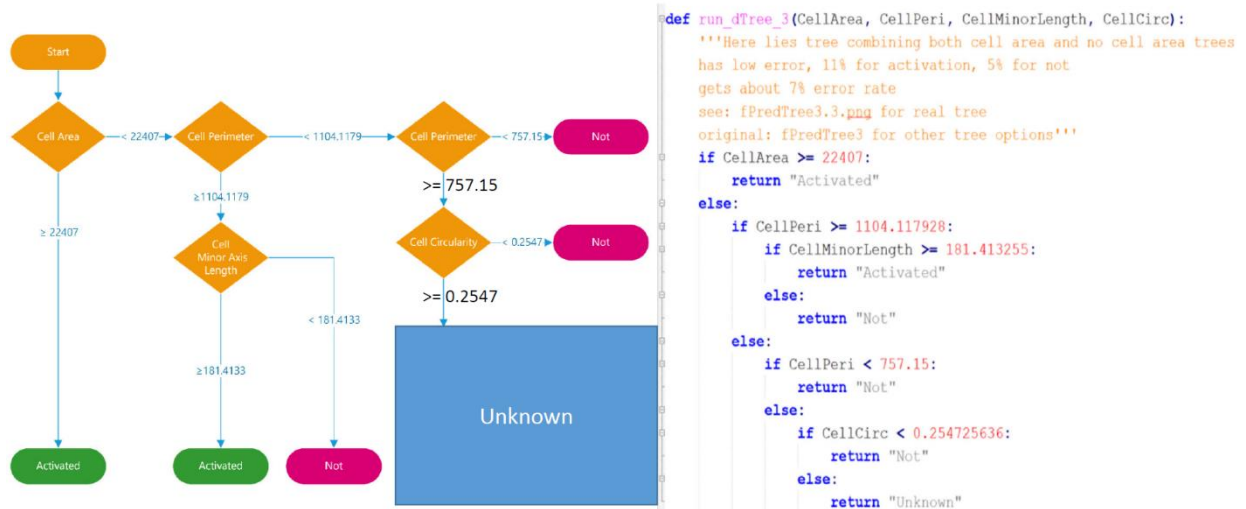 Start
Cell Area
< 22407
Cell Perimeter
< 1104.1179
Cell Perimeter
< 757.15
Not
≥ 22407
≥1104.1179
>= 757.15
Cell
Minor Axis
Length
Cell Circularity
< 0.2547
Not
>= 0.2547
< 181.4133
≥181.4133
Unknown
Activated
Activated
Not
def run_dTree_3(CellArea, CellPeri, CellMinorLength, CellCirc):
'''Here lies tree combining both cell area and no cell area trees
has low error, 11% for activation, 5% for not
gets about 7% error rate
see: fPredTree3.3.png for real tree
original: fPredTree3 for other tree options'''
if CellArea >= 22407:
return "Activated"
else:
if CellPeri >= 1104.117928:
if CellMinorLength >= 181.413255:
return "Activated"
else:
return "Not"
else:
if CellPeri < 757.15:
return "Not"
else:
if CellCirc < 0.254725636:
return "Not"
else:
return "Unknown"